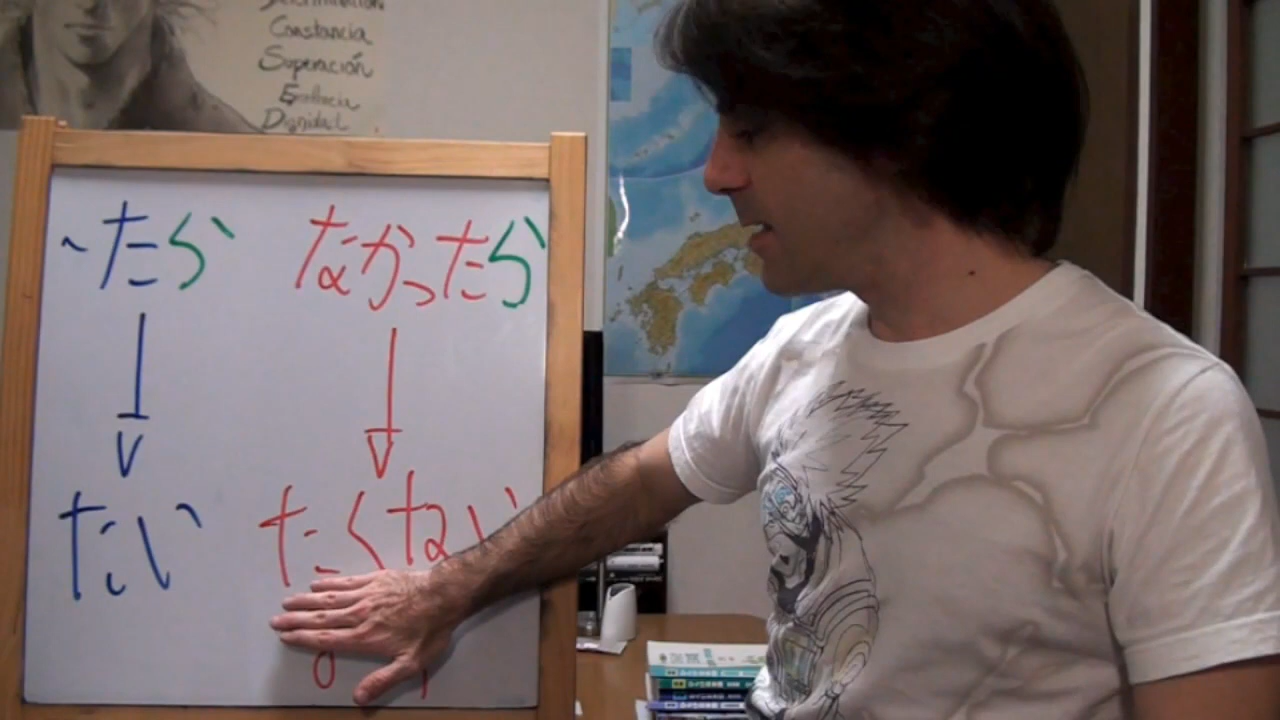 Constancia
Superación
Dignidad
~たら なかったら
たい たくない